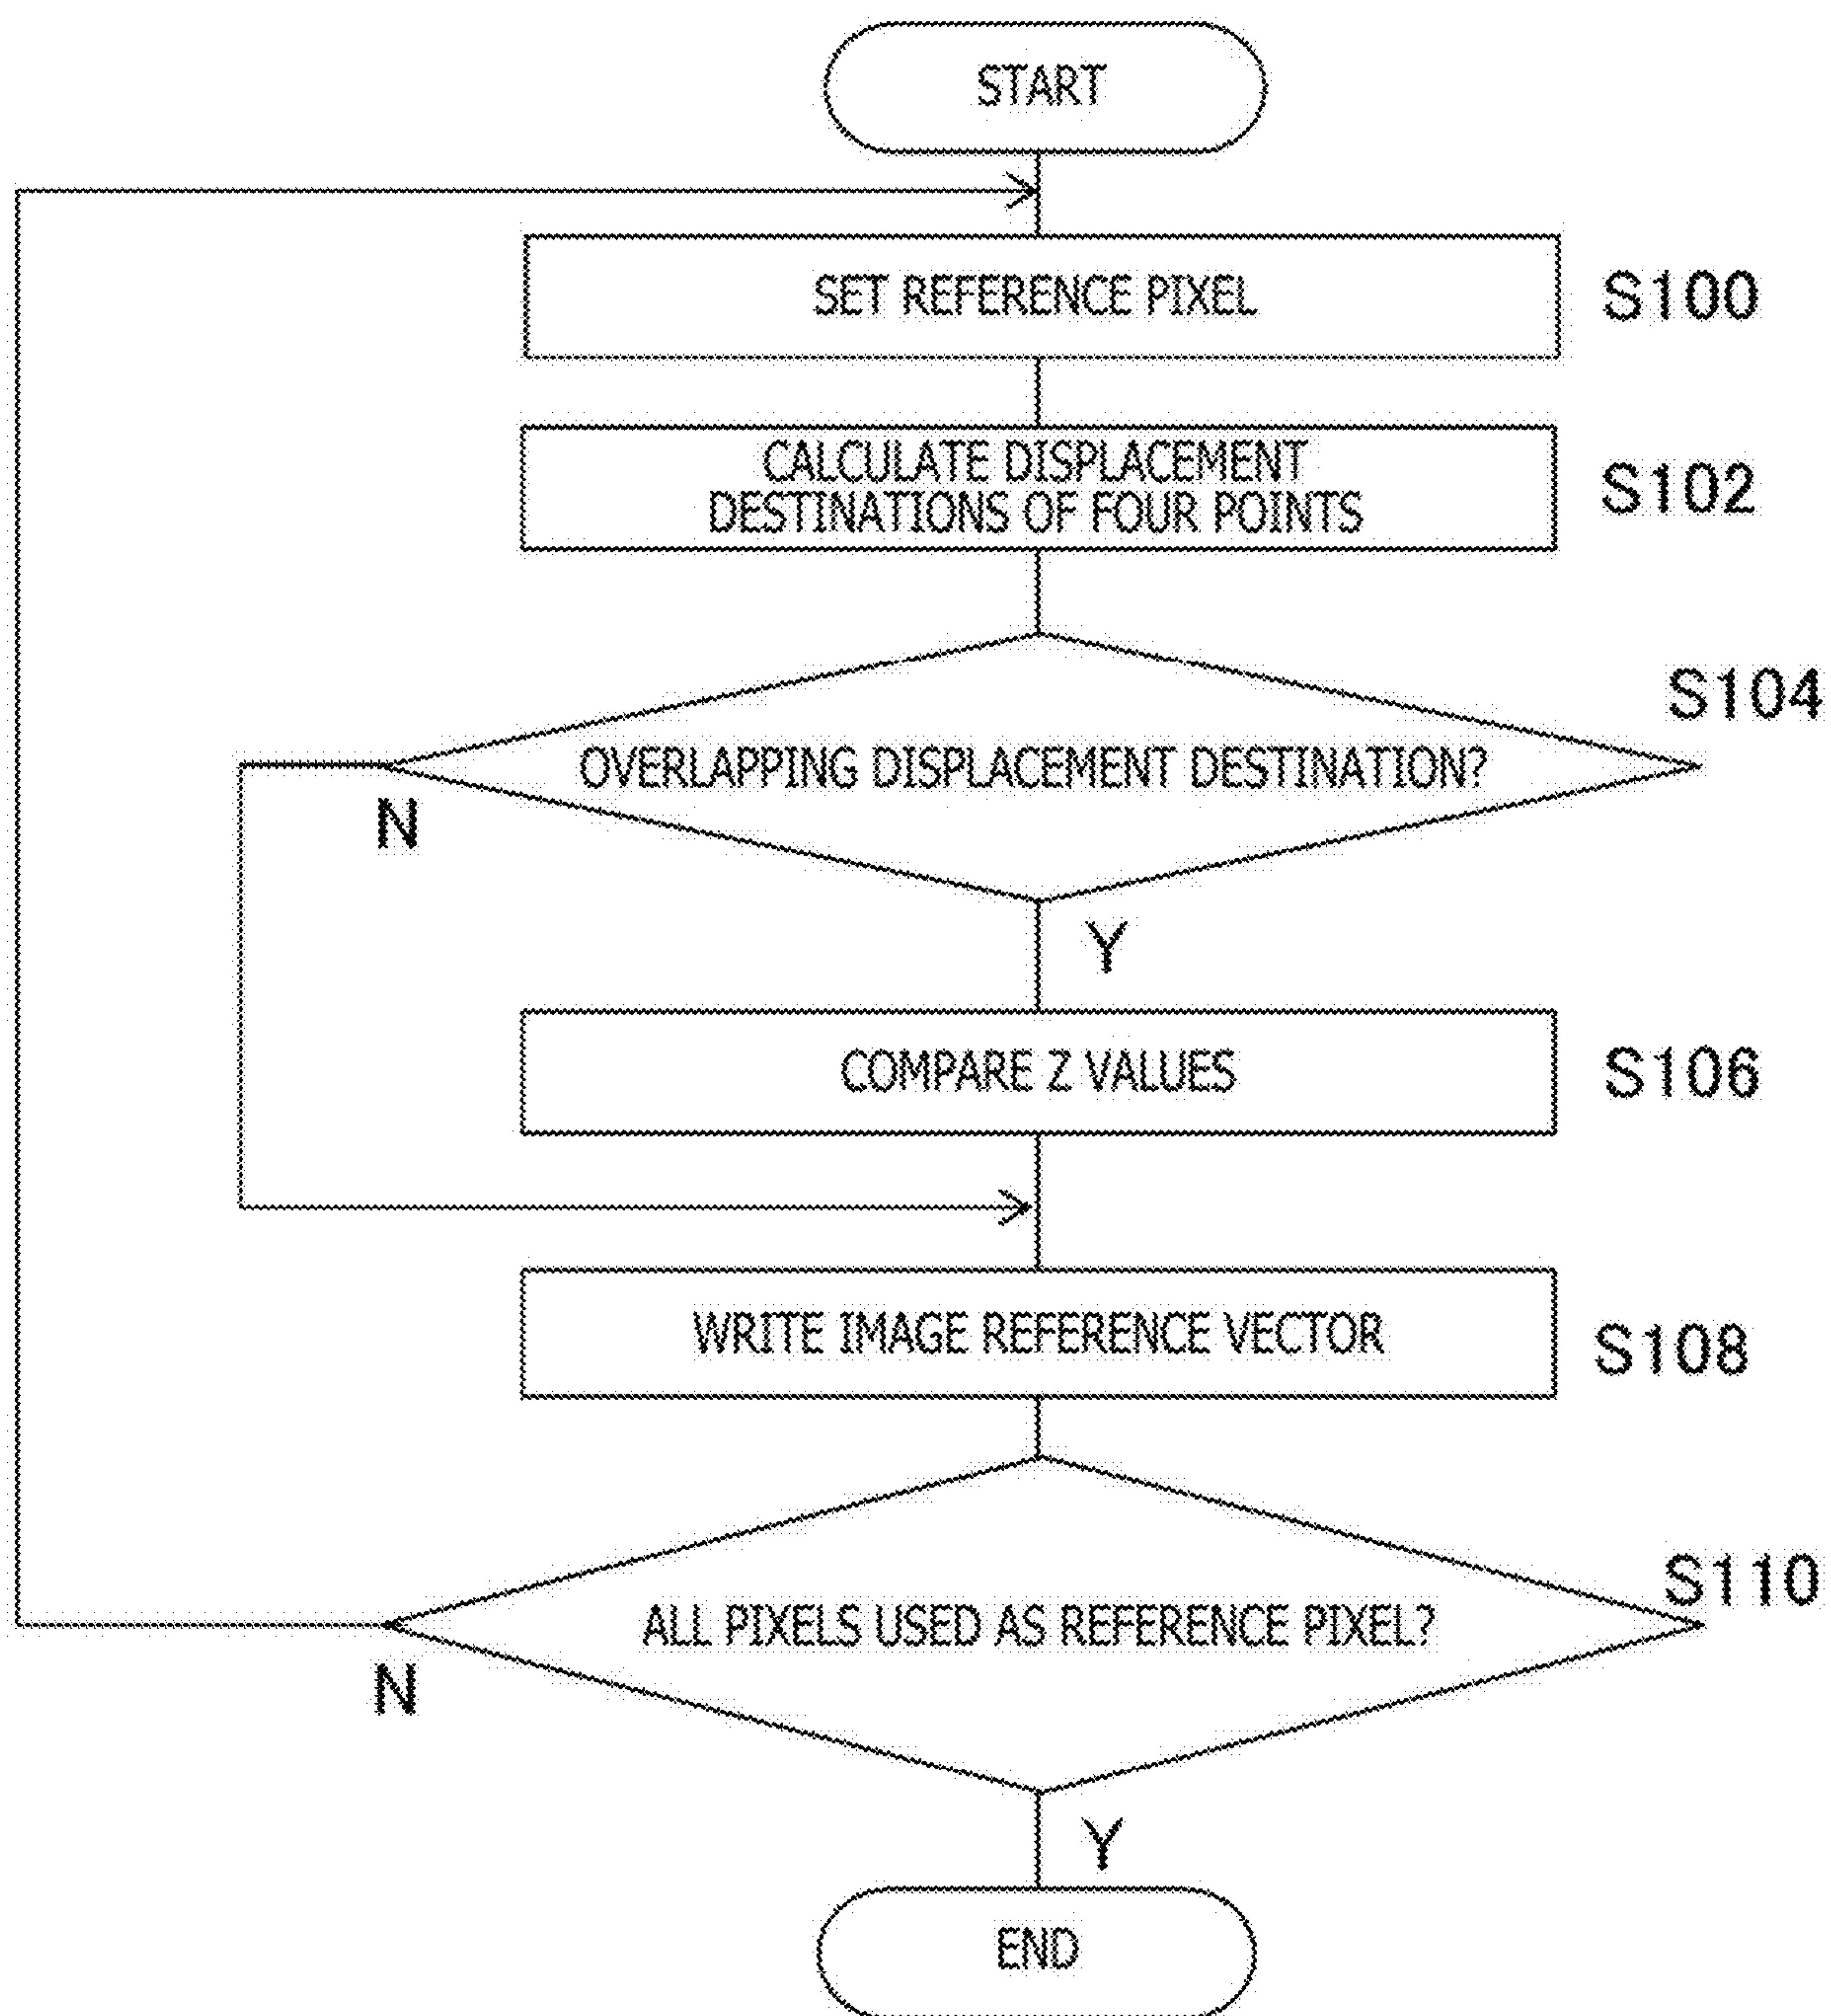 START
SET REFERENCE PIXEL
S100
CALCULATE DISPLACEMENT
DESTINATIONS OF FOUR POINTS
S102
S104
OVERLAPPING DISPLACEMENT DESTINATION?
N
Y
COMPARE Z VALUES
S106
WRITE IMAGE REFERENCE VECTOR
S108
S110
ALL PIXELS USED AS REFERENCE PIXEL?
N
Y
END